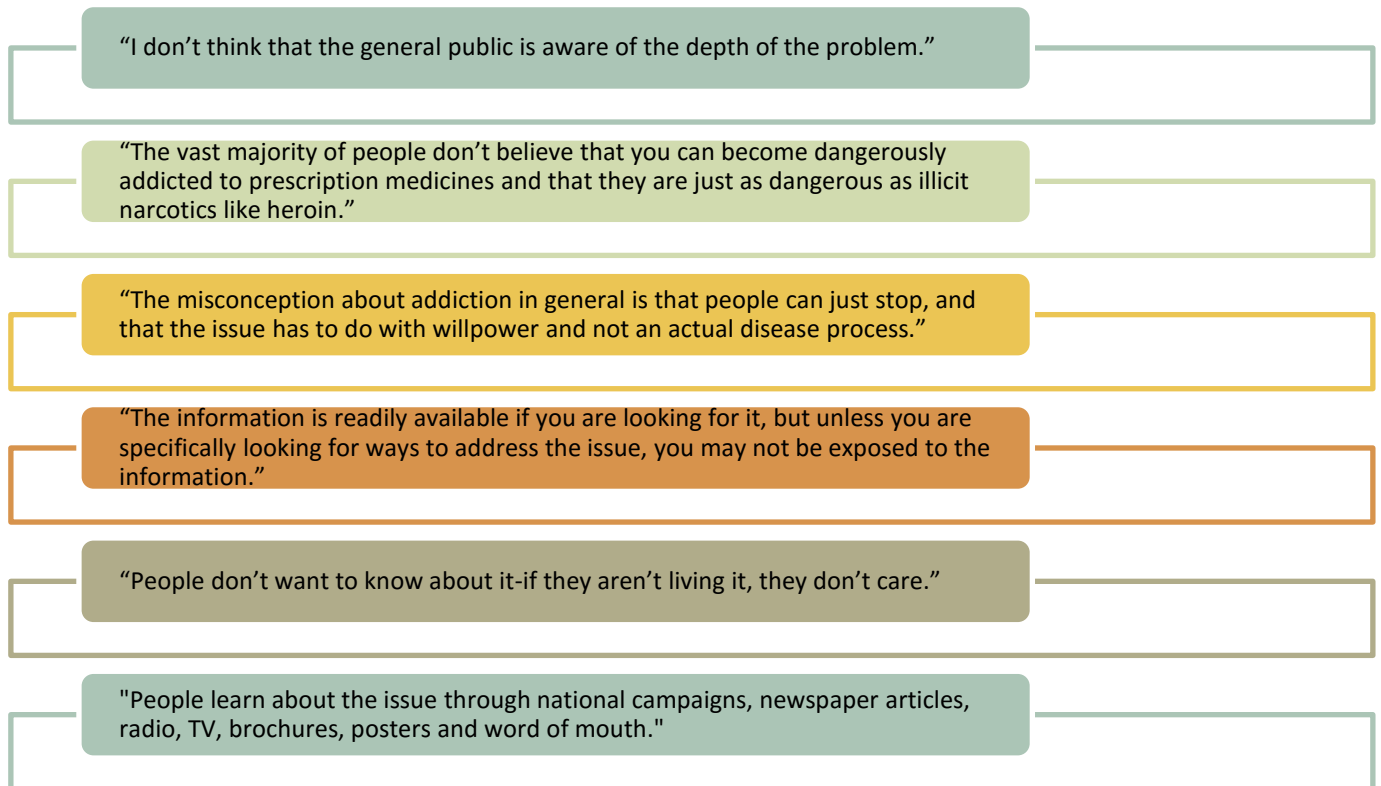 “I don’t think that the general public is aware of the depth of the problem.”
“The vast majority of people don’t believe that you can become dangerously
addicted to prescription medicines and that they are just as dangerous as illicit
narcotics like heroin.”
“The misconception about addiction in general is that people can just stop, and
that the issue has to do with willpower and not an actual disease process.”
“The information is readily available if you are looking for it, but unless you are
specifically looking for ways to address the issue, you may not be exposed to the
information.”
“People don’t want to know about it-if they aren’t living it, they don’t care.”
"People learn about the issue through national campaigns, newspaper articles,
radio, TV, brochures, posters and word of mouth."